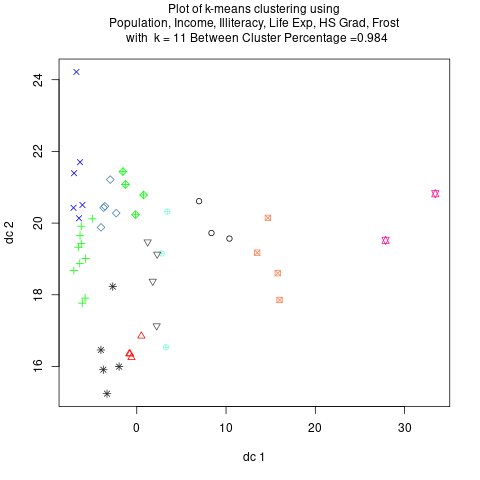 Plot of k-means clustering using
Population, Income, Illiteracy, Life Exp, HS Grad, Frost
with k = 11 Between Cluster Percentage =0.984
24
22
20
18
16
dc 2
0 10 20 30
dc 1